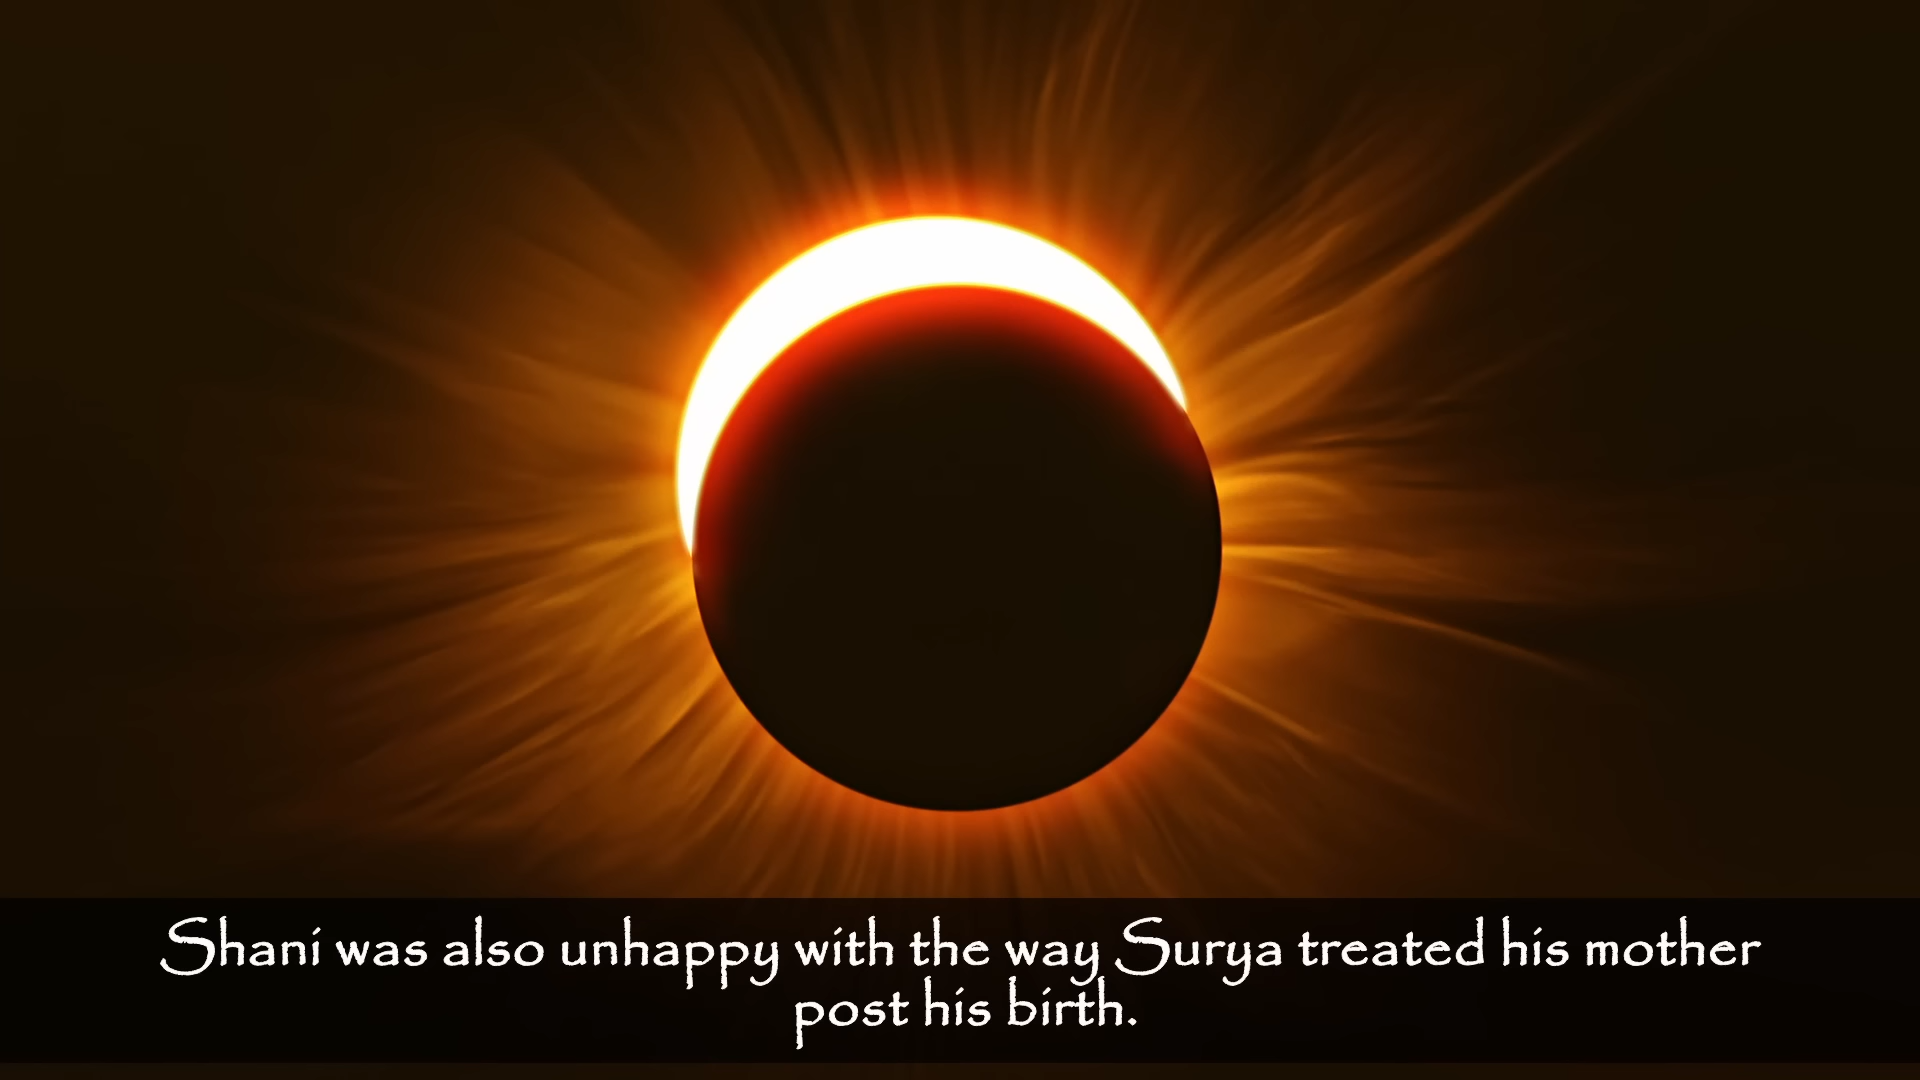 Shani was also unhappy with the way Surya treated his mother
post his birth.